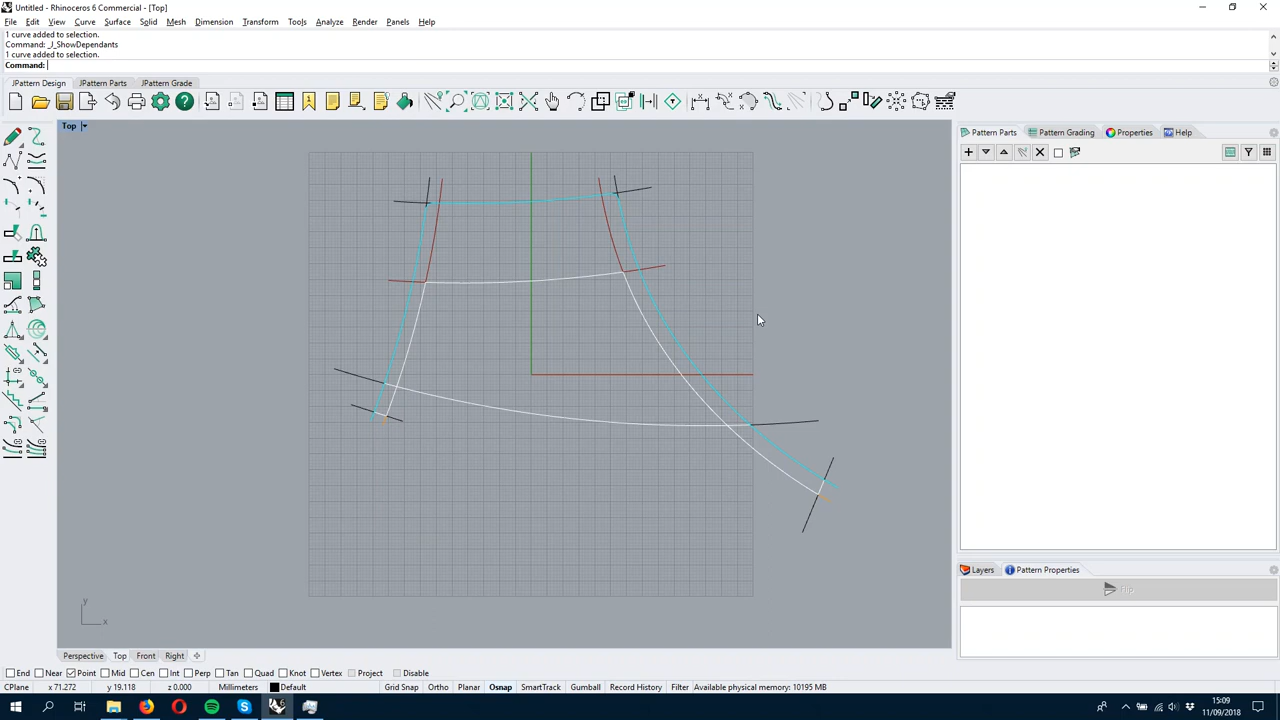 Untitled - Rhinoceros 6 Commercial - [Top]
File Edit View Curve Surface Solid Mesh Dimension Transform Tools Analyze Render Panels Help
1 curve added to selection.
Command: _J_ShowDependants
1 curve added to selection.
Command:
JPattern Design JPattern Parts JPattern Grade
Top
Pattern Parts Pattern Grading Properties Help
Layers Pattern Properties
Flip
y
x
Perspective Top Front Right
End Near Point Mid Cen Int Perp Tan Quad Knot Vertex Project Disable
CPlane x 71.272 y 19.118 z 0.000 Millimeters Default Grid Snap Ortho Planar Osnap SmartTrack Gumball Record History Filter Available physical memory: 10195 MB
15:09
11/09/2018